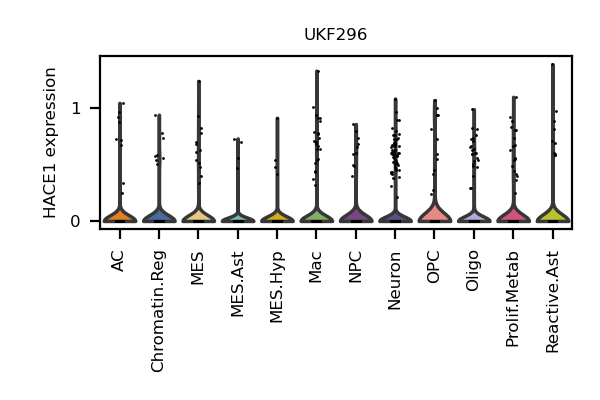 UKF296
HACE1 expression
1
0
AC
Chromatin.Reg
MES
MES.Ast
MES.Hyp
Mac
NPC
Neuron
OPC
Oligo
Prolif.Metab
Reactive.Ast